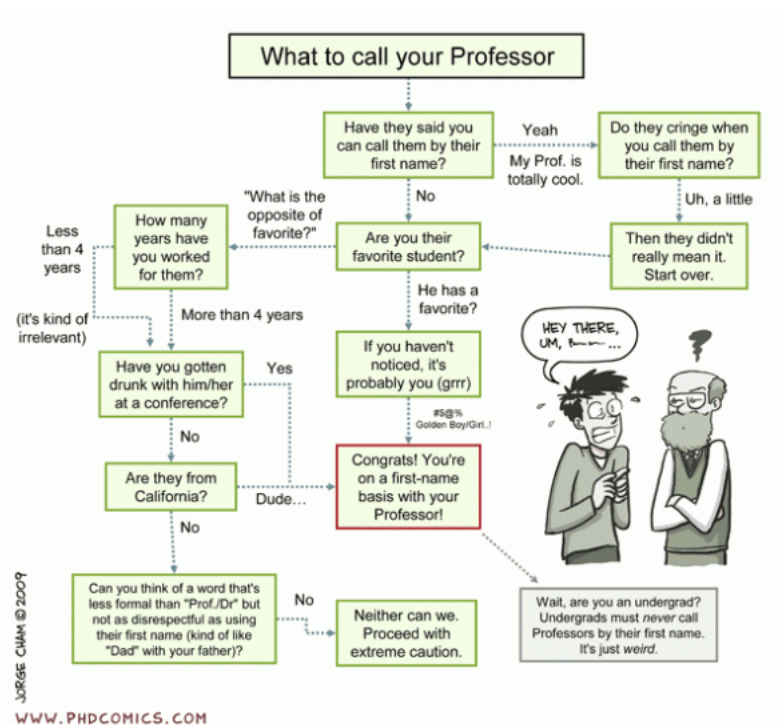 What to call your Professor
Have they said you
can call them by their
first name?
Yeah
My Prof. is
totally cool.
Do they cringe when
you call them by
their first name?
No
Uh, a little
"What is the
opposite of
favorite?"
Less
than 4
years
How many
years have
you worked
for them?
Are you their
favorite student?
Then they didn't
really mean it.
Start over.
He has a
favorite?
(it's kind of
irrelevant)
More than 4 years
If you haven't
noticed, it's
probably you (grrr)
HEY THERE,
UM,
?
Have you gotten
drunk with him/her
at a conference?
Yes
#$@%
Golden Boy/Girl..!
No
Congrats! You're
on a first-name
basis with your
Professor!
Are they from
California?
Dude...
No
Can you think of a word that's
less formal than "Prof./Dr" but
not as disrespectful as using
their first name (kind of like
"Dad" with your father)?
No
Neither can we.
Proceed with
extreme caution.
Wait, are you an undergrad?
Undergrads must never call
Professors by their first name.
It's just weird.
JORGE CHAM © 2009
WWW.PHDCOMICS.COM